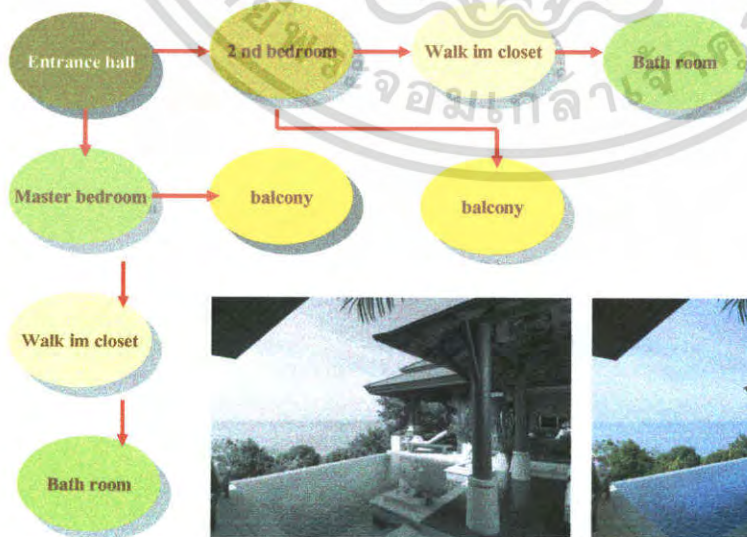 Entrance hall
2 nd bedroom
Walk im closet
Bath room
Master bedroom
balcony
balcony
Walk im closet
Bath room